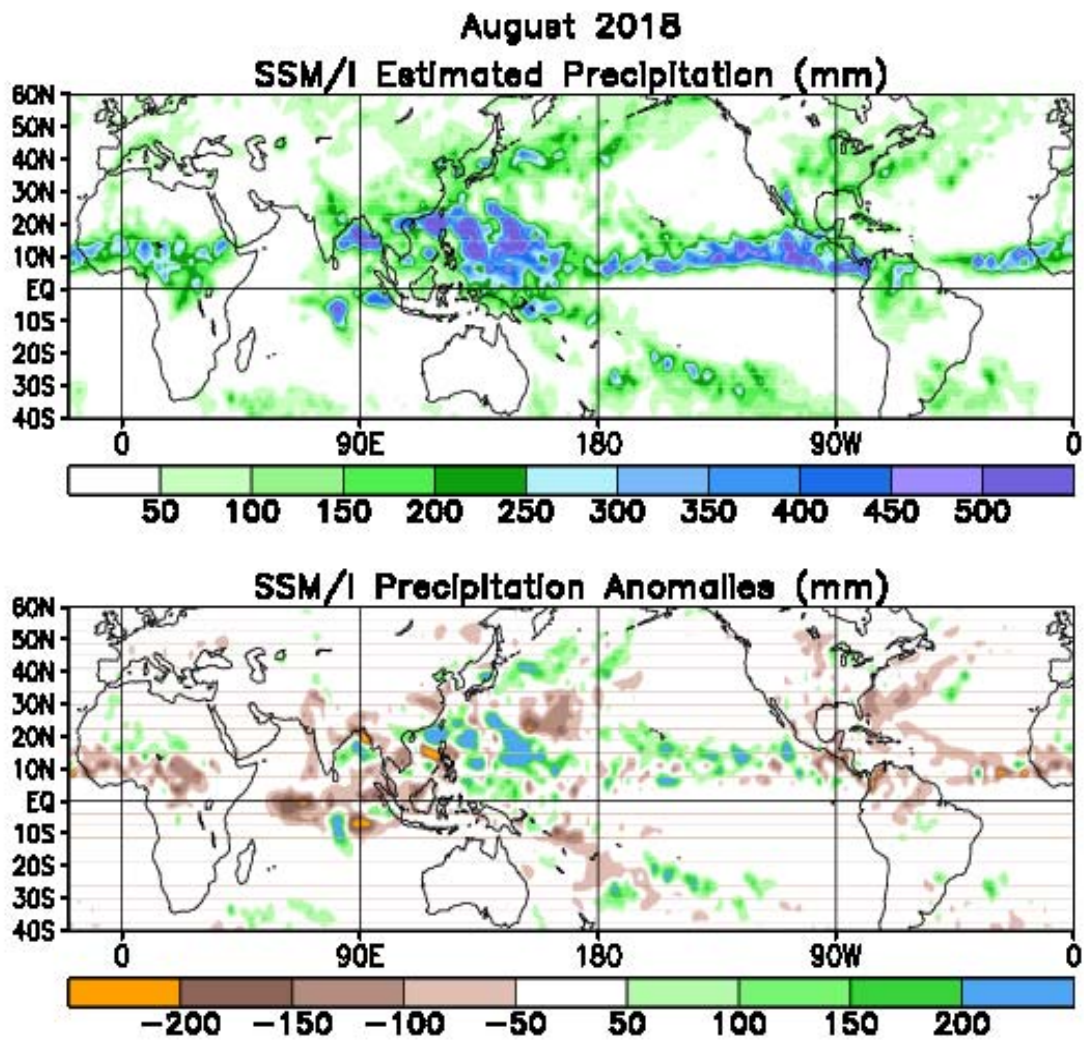 August 2018
SSM/I Estimated Precipitation (mm)
60N
50N
40N
30N
20N
10N
EQ
10S
20S
30S
40S
0 90E 180 90W 0
50 100 150 200 250 300 350 400 450 500
SSM/I Precipitation Anomalies (mm)
60N
50N
40N
30N
20N
10N
EQ
10S
20S
30S
40S
0 90E 180 90W 0
−200 −150 −100 −50 50 100 150 200